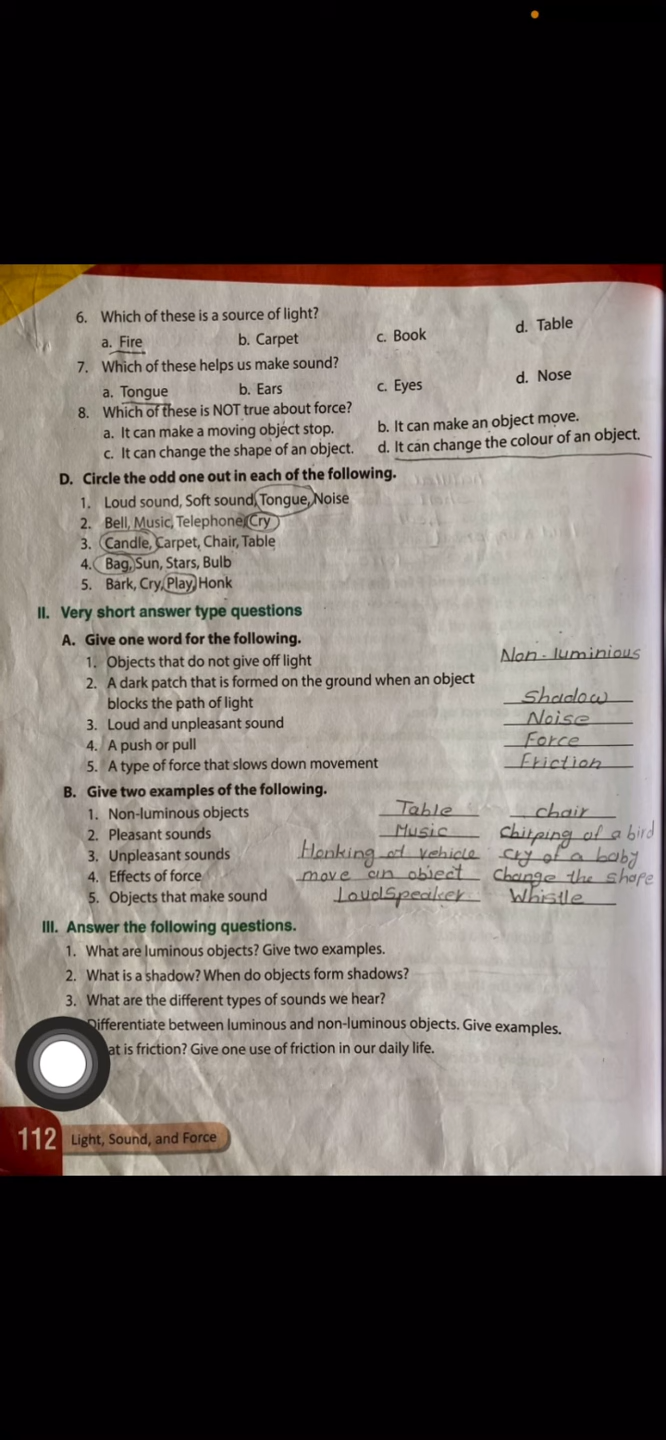 6. Which of these is a source of light?
a. Fire b. Carpet c. Book d. Table
7. Which of these helps us make sound?
a. Tongue b. Ears c. Eyes d. Nose
8. Which of these is NOT true about force?
a. It can make a moving object stop. b. It can make an object move.
c. It can change the shape of an object. d. It can change the colour of an object.
D. Circle the odd one out in each of the following.
1. Loud sound, Soft sound, Tongue, Noise
2. Bell, Music, Telephone, Cry
3. Candle, Carpet, Chair, Table
4. Bag, Sun, Stars, Bulb
5. Bark, Cry, Play, Honk
II. Very short answer type questions
A. Give one word for the following.
1. Objects that do not give off light Non-luminious
2. A dark patch that is formed on the ground when an object
blocks the path of light Shadow
3. Loud and unpleasant sound Noise
4. A push or pull Force
5. A type of force that slows down movement Friction
B. Give two examples of the following.
1. Non-luminous objects Table chair
2. Pleasant sounds Music Chirping of a bird
3. Unpleasant sounds Honking of vehicle cry of a baby
4. Effects of force move an object Change the shape
5. Objects that make sound LoudSpeaker Whistle
III. Answer the following questions.
1. What are luminous objects? Give two examples.
2. What is a shadow? When do objects form shadows?
3. What are the different types of sounds we hear?
Differentiate between luminous and non-luminous objects. Give examples.
at is friction? Give one use of friction in our daily life.
112 Light, Sound, and Force